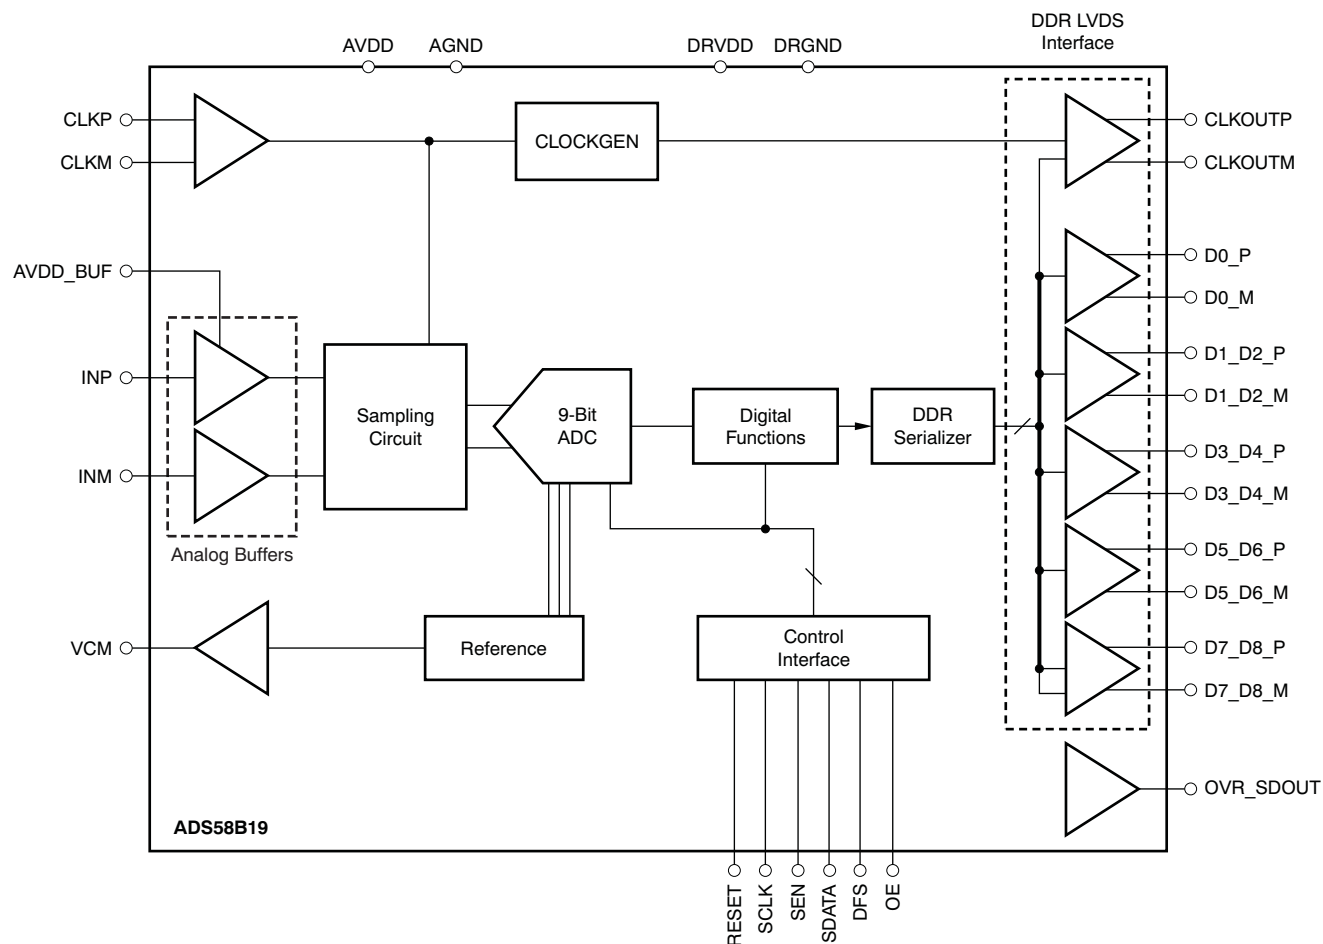 DDR LVDS
Interface
AVDD
AGND
DRVDD
DRGND
CLKP
CLKM
CLOCKGEN
CLKOUTP
CLKOUTM
AVDD_BUF
D0_P
D0_M
D1_D2_P
D1_D2_M
INP
INM
Sampling
Circuit
9-Bit
ADC
Digital
Functions
DDR
Serializer
D3_D4_P
D3_D4_M
Analog Buffers
D5_D6_P
D5_D6_M
VCM
Reference
Control
Interface
D7_D8_P
D7_D8_M
OVR_SDOUT
ADS58B19
RESET
SCLK
SEN
SDATA
DFS
OE